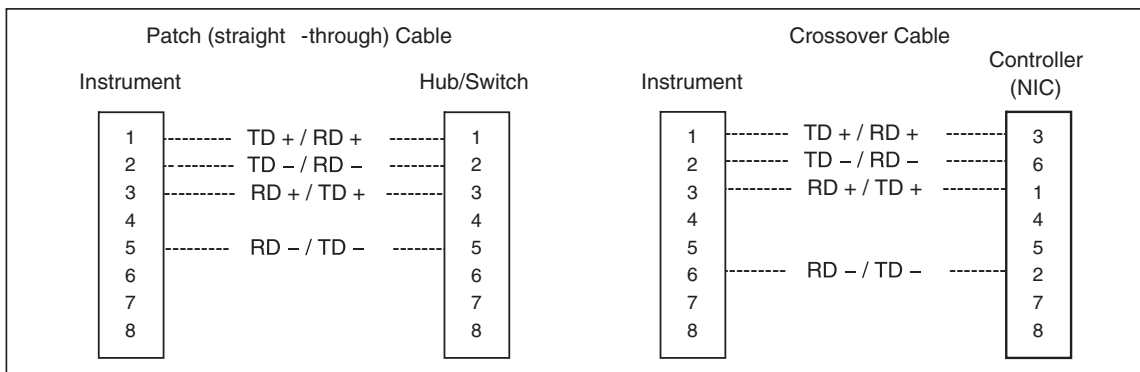 Patch (straight -through) Cable
Instrument
Hub/Switch
1 TD + / RD + 1
2 TD – / RD – 2
3 RD + / TD + 3
4 4
5 RD – / TD – 5
6 6
7 7
8 8
Crossover Cable
Instrument
Controller
(NIC)
1 TD + / RD + 3
2 TD – / RD – 6
3 RD + / TD + 1
4 4
5 5
6 RD – / TD – 2
7 7
8 8